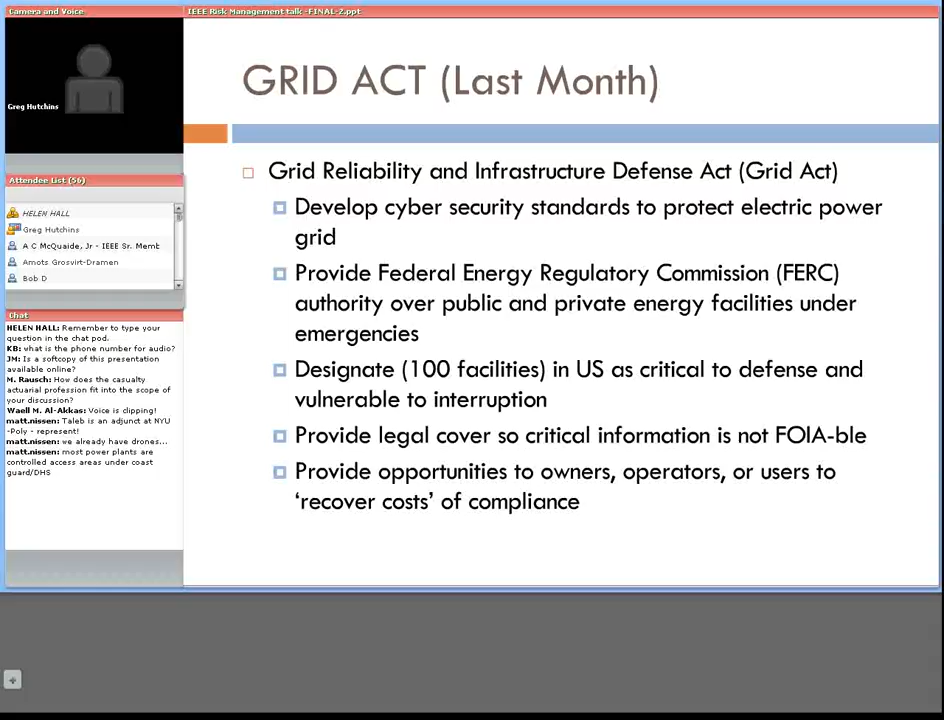 Camera and Voice
IEEE Risk Management talk -FINAL-2.ppt
Greg Hutchins
Attendee List (56)
HELEN HALL
Greg Hutchins
A C McQuaide, Jr - IEEE Sr. Memb
Amots Grosvirt-Dramen
Bob D
Chat
HELEN HALL: Remember to type your
question in the chat pod.
KB: what is the phone number for audio?
JM: Is a softcopy of this presentation
available online?
M. Rausch: How does the casualty
actuarial profession fit into the scope of
your discussion?
Waell M. Al-Akkas: Voice is clipping!
matt.nissen: Taleb is an adjunct at NYU
-Poly - represent!
matt.nissen: we already have drones...
matt.nissen: most power plants are
controlled access areas under coast
guard/DHS
GRID ACT (Last Month)
Grid Reliability and Infrastructure Defense Act (Grid Act)
Develop cyber security standards to protect electric power
grid
Provide Federal Energy Regulatory Commission (FERC)
authority over public and private energy facilities under
emergencies
Designate (100 facilities) in US as critical to defense and
vulnerable to interruption
Provide legal cover so critical information is not FOIA-ble
Provide opportunities to owners, operators, or users to
‘recover costs’ of compliance